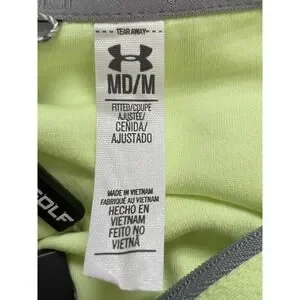 TEAR AWAY
MD/M
FITTED/COUPE
AJUSTÉE/
CEÑIDA/
AJUSTADO
MADE IN VIETNAM
FABRIQUÉ AU VIETNAM
HECHO EN
VIETNAM
FEITO NO
VIETNÃ
GOLF